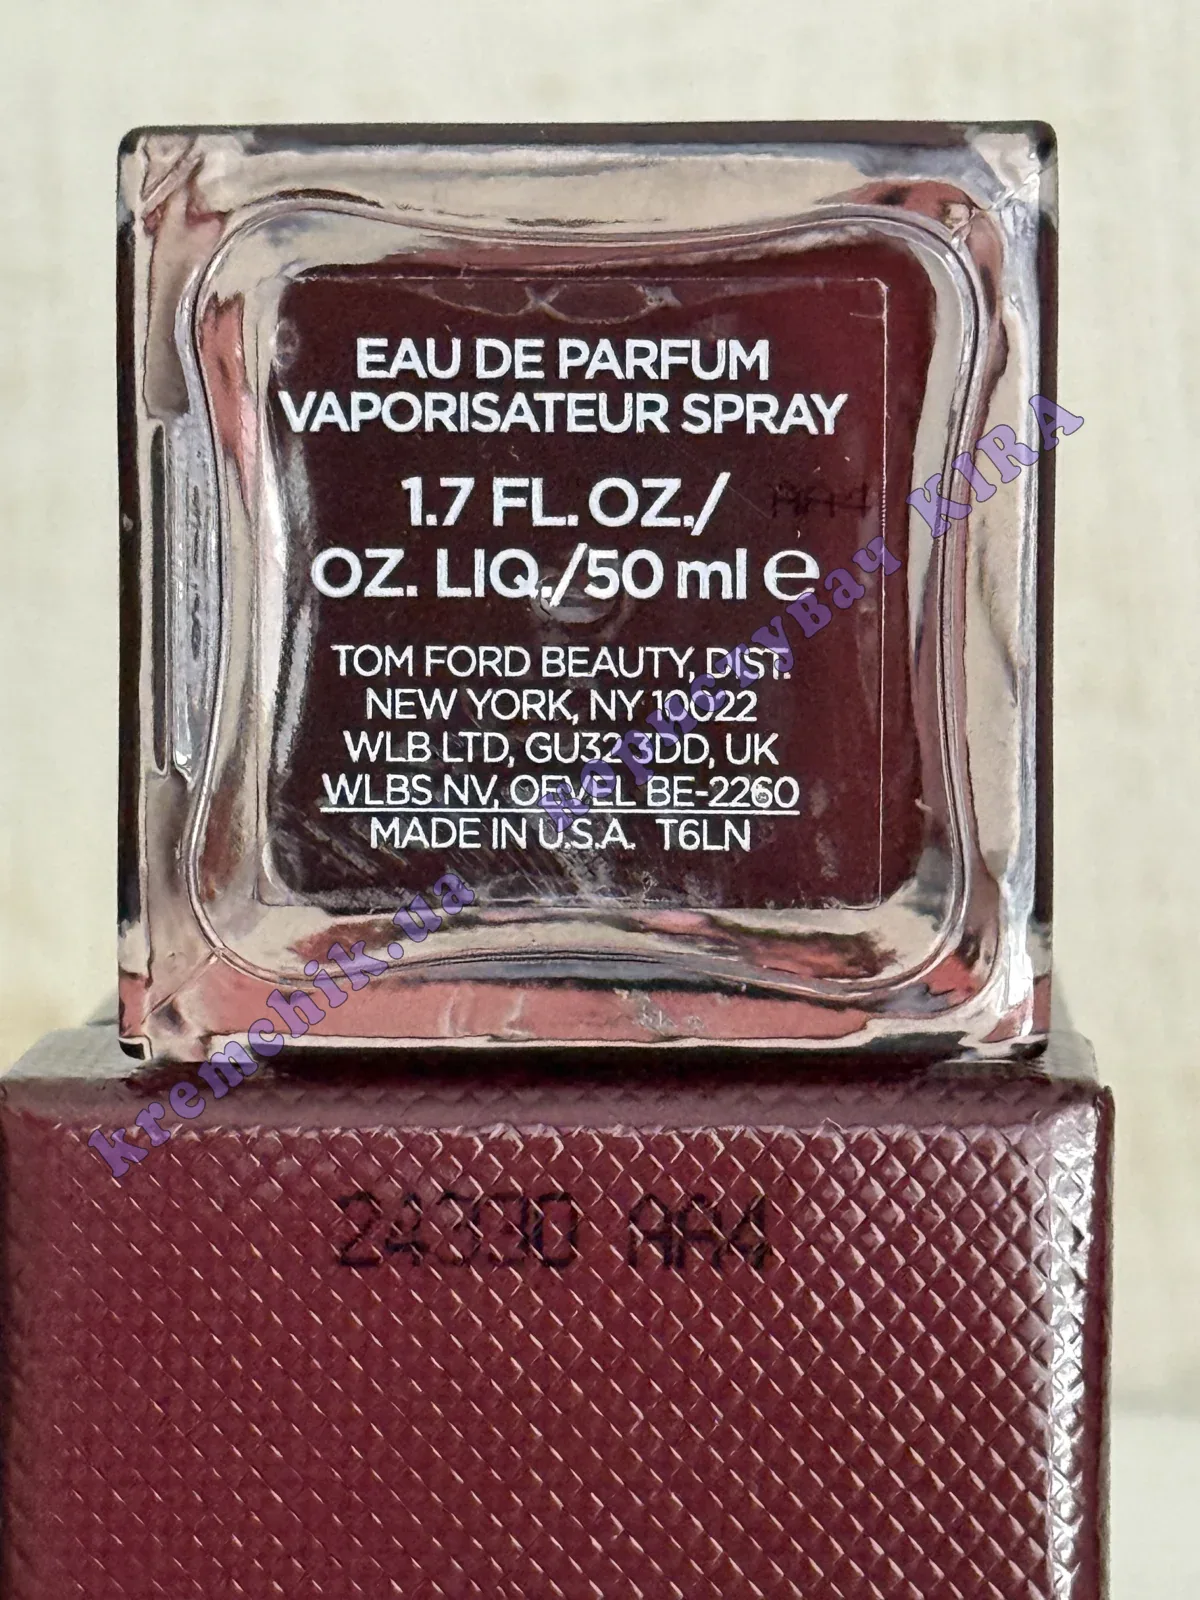 EAU DE PARFUM
VAPORISATEUR SPRAY
1.7 FL. OZ./
AA4
OZ. LIQ./50 ml e
TOM FORD BEAUTY, DIST.
NEW YORK, NY 10022
WLB LTD, GU32 3DD, UK
WLBS NV, OEVEL BE-2260
MADE IN U.S.A. T6LN
kremchik.ua користувач KIRA
24330 AA4